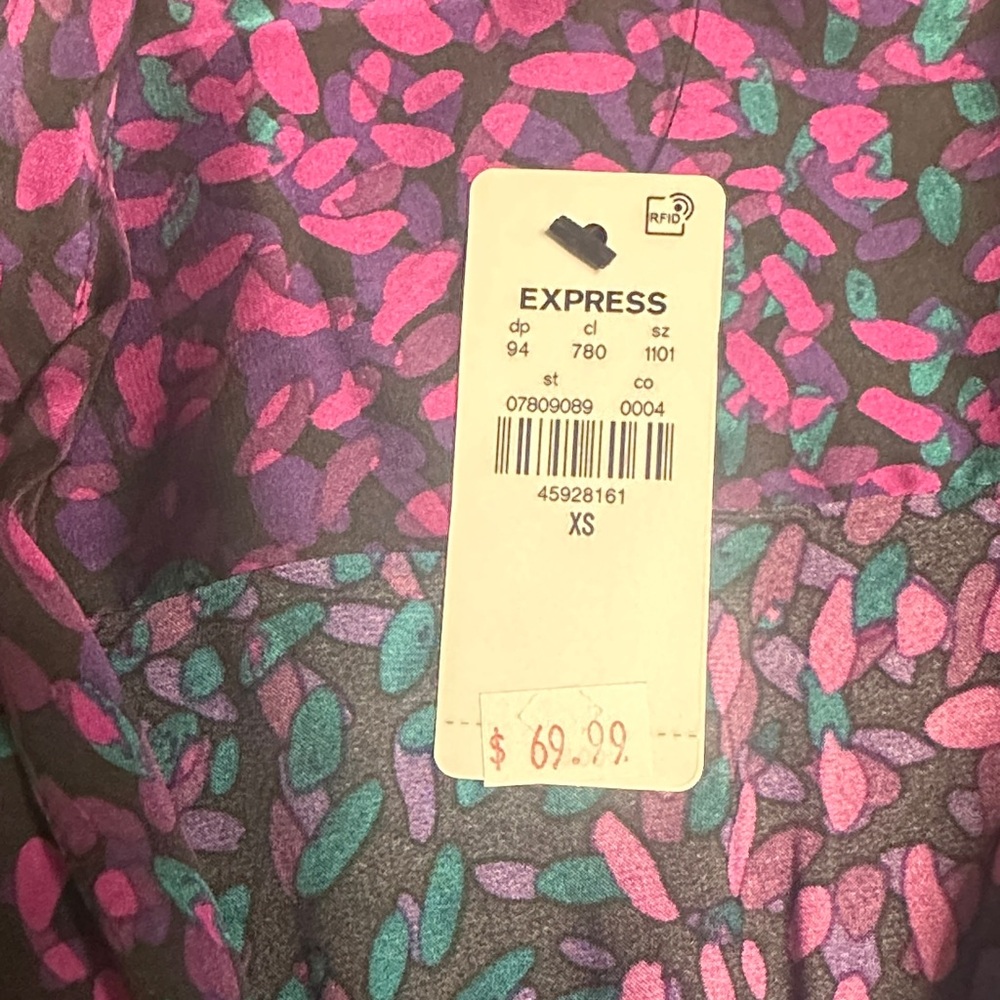 RFID
EXPRESS
dp cl sz
94 780 1101
st co
07809089 0004
45928161
XS
$ 69.99